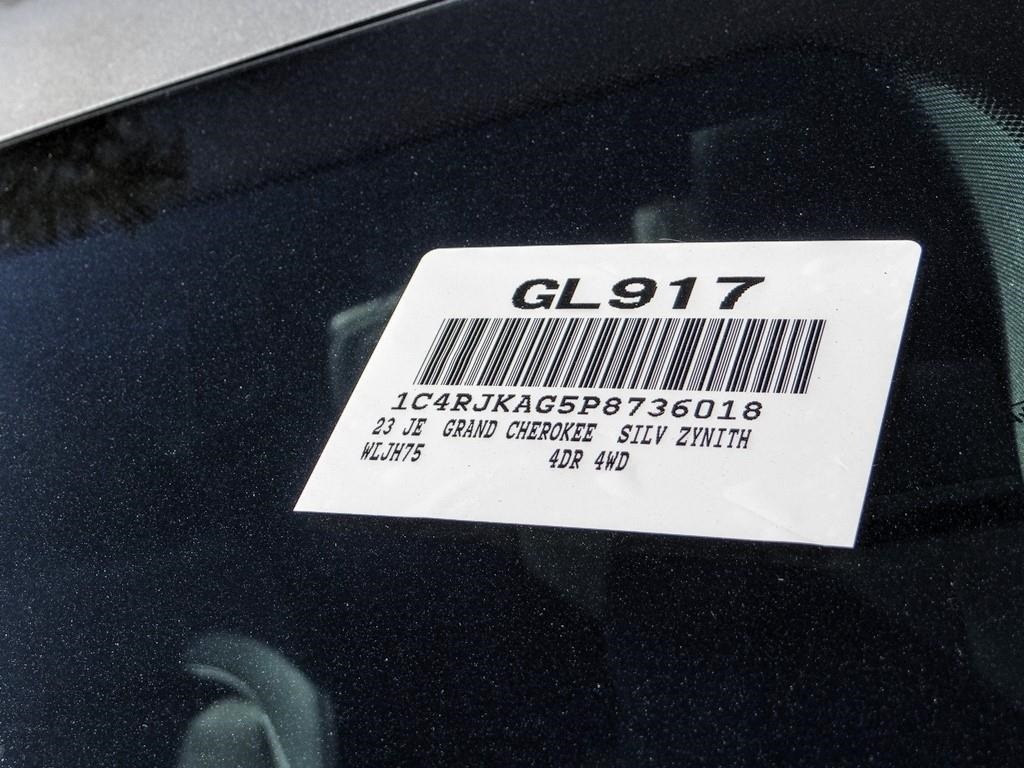 GL917
1C4RJKAG5P8736018
23 JE GRAND CHEROKEE SILV ZYNITH
WLJH75 4DR 4WD